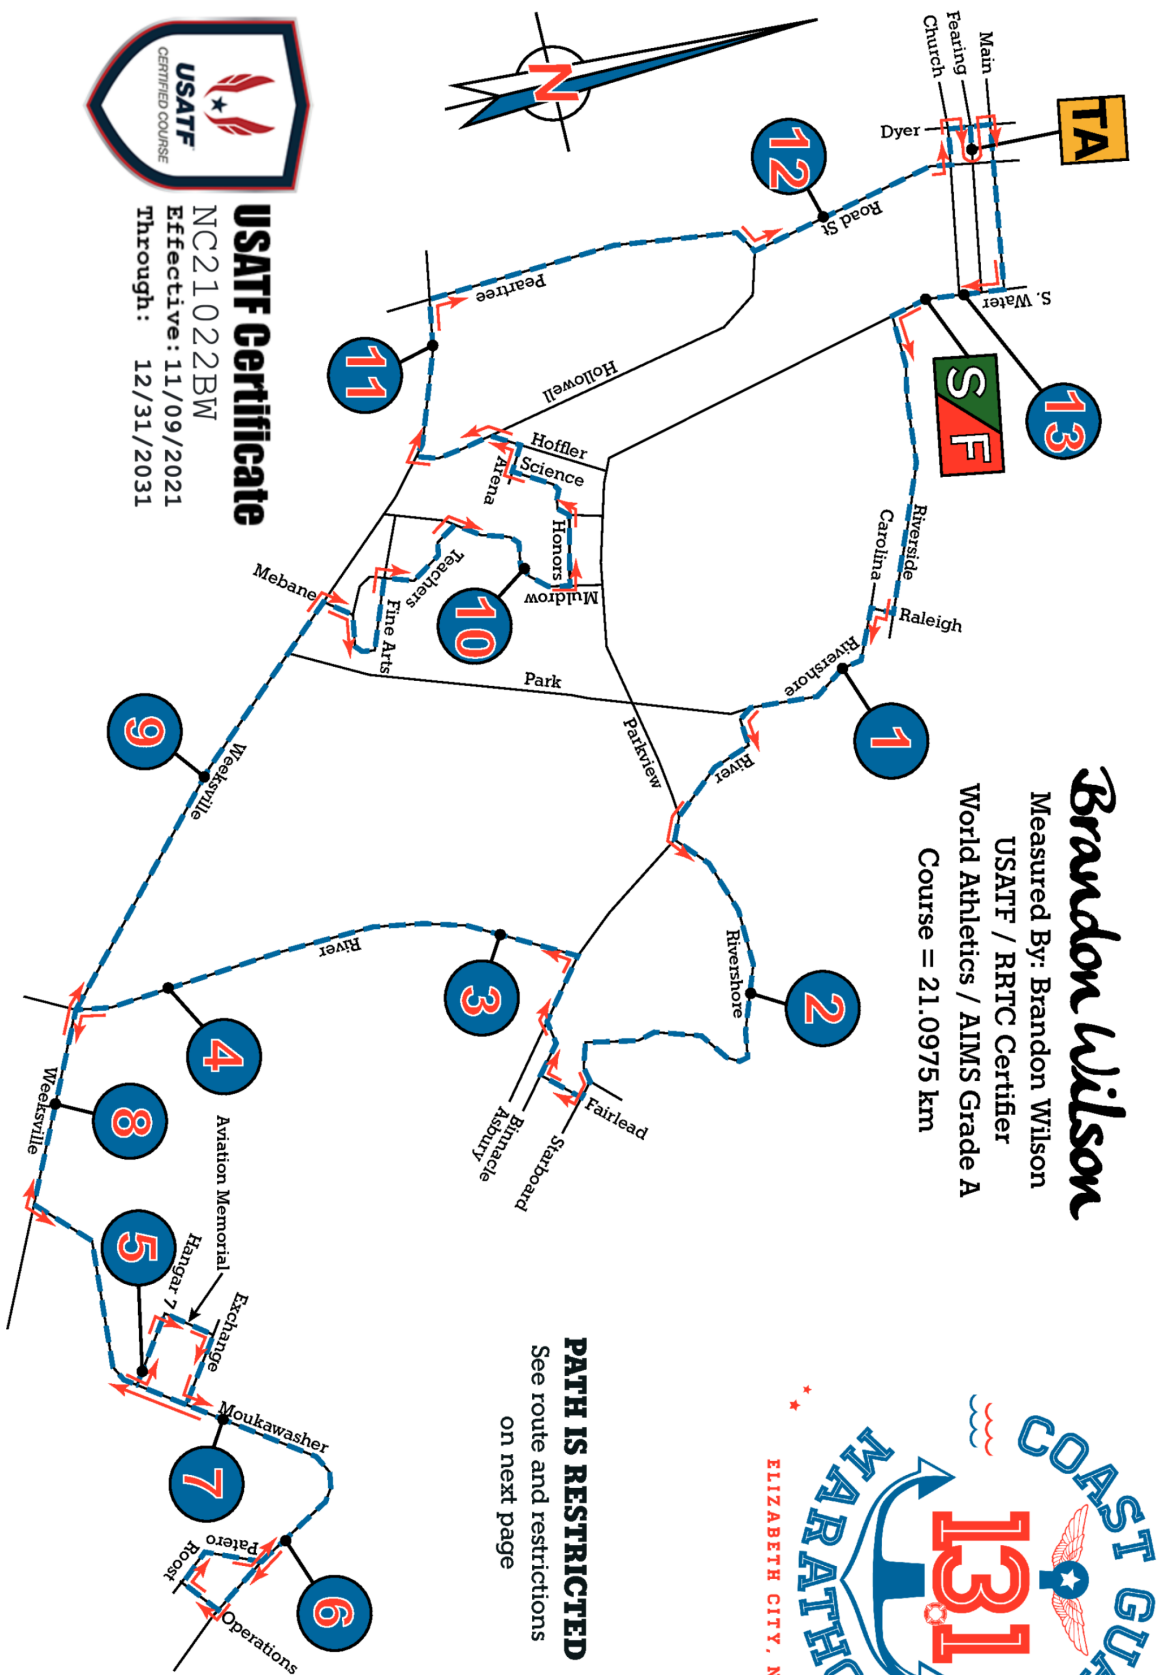 COAST GUA
MARATHO
13.1
ELIZABETH CITY, N
Brandon Wilson
Measured By: Brandon Wilson
USATF / RRTC Certifier
World Athletics / AIMS Grade A
Course = 21.0975 km
PATH IS RESTRICTED
See route and restrictions
on next page
TA
Main
Fearing
Church
Dyer
S. Water
Road St
S
F
13
12
11
Riverside
Carolina
Raleigh
Rivershore
1
River
Park
Parkview
Rivershore
2
Fairlead
Starboard
Binnacle
Asbury
3
River
4
Peartree
Hollowell
Hoffler
Science
Arena
Honors
Muldrow
10
Teachers
Fine Arts
Mebane
9
Weeksville
8
Weeksville
Aviation Memorial
5
Hangar 7
Exchange
Moukawasher
7
6
Patero
Roost
Operations
N
USATF
CERTIFIED COURSE
USATF Certificate
NC21022BW
Effective: 11/09/2021
Through: 12/31/2031